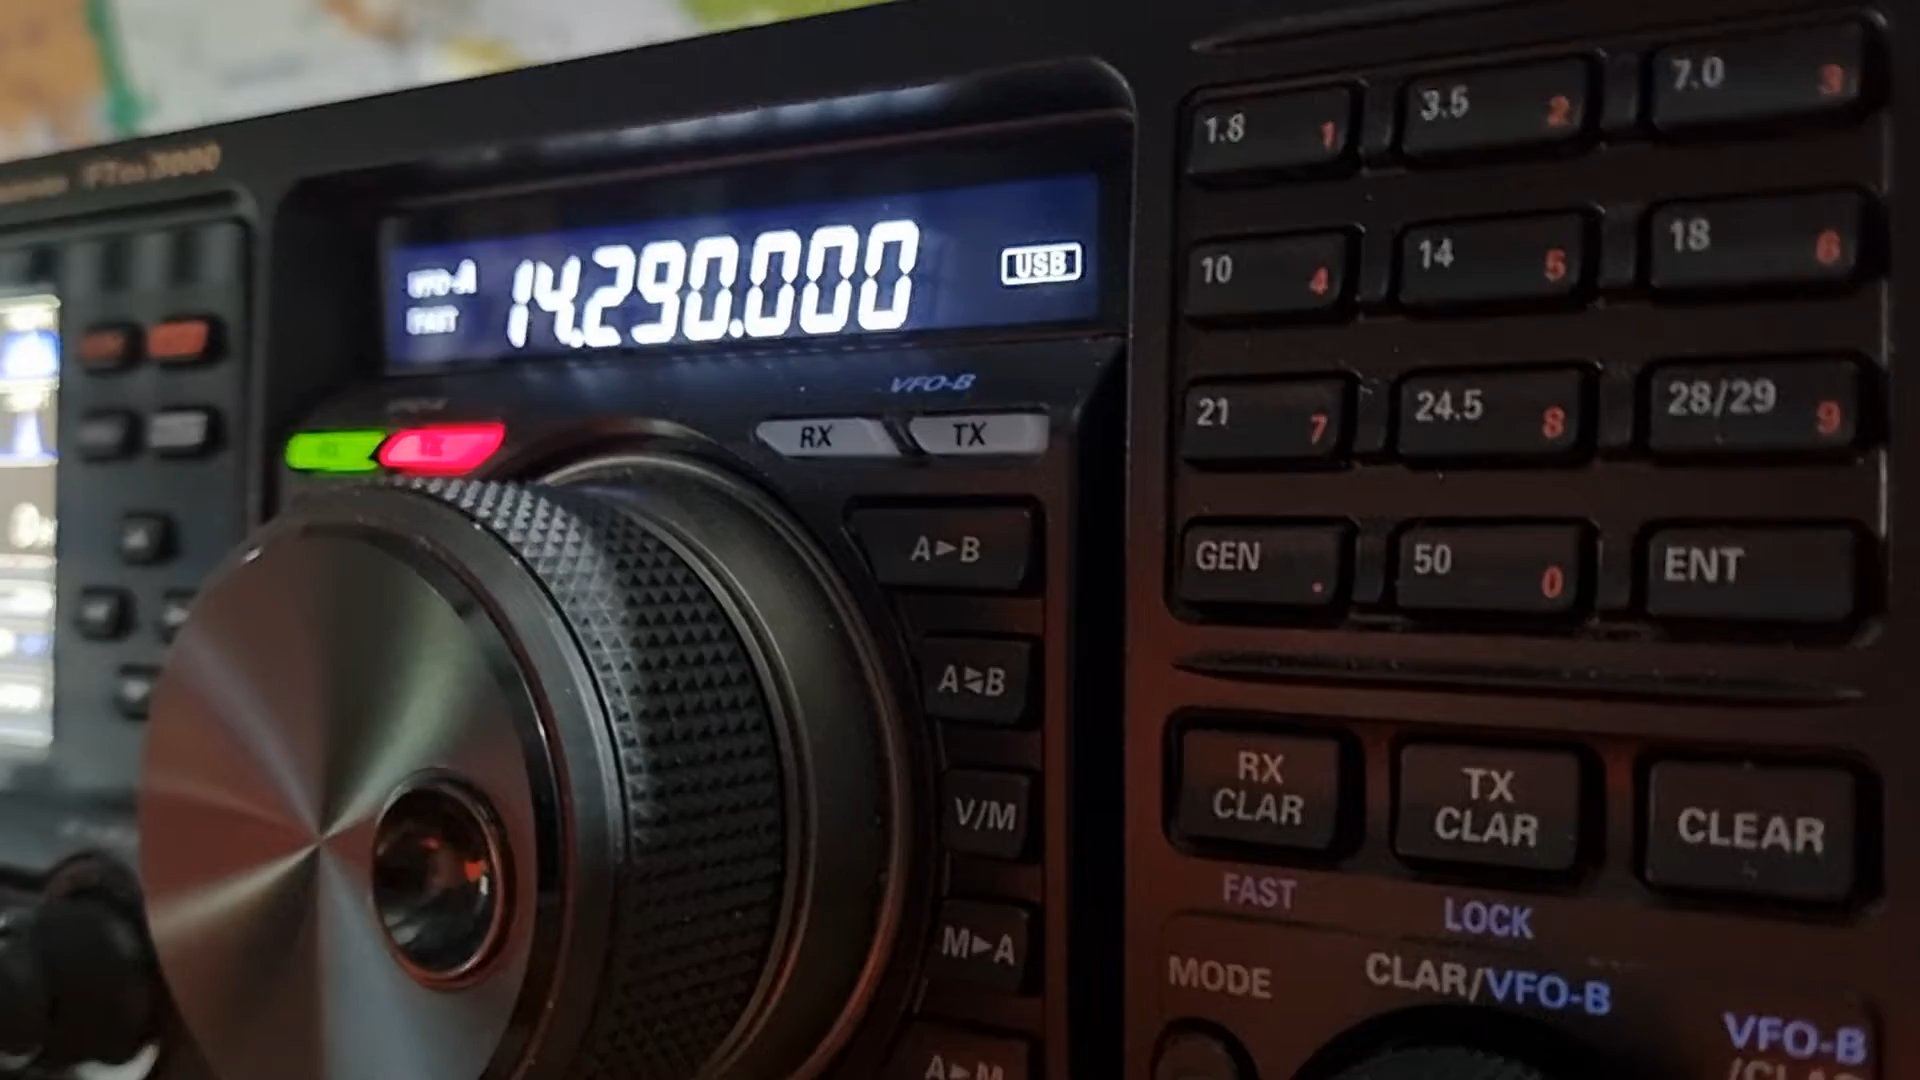 VFO-A
FAST
14.290.000
USB
VFO-B
RX
TX
A►B
V/M
M►A
A►M
1.8 1
3.5 2
7.0 3
10 4
14 5
18 6
21 7
24.5 8
28/29 9
GEN .
50 0
ENT
RX
CLAR
TX
CLAR
CLEAR
FAST
LOCK
MODE
CLAR/VFO-B
VFO-B